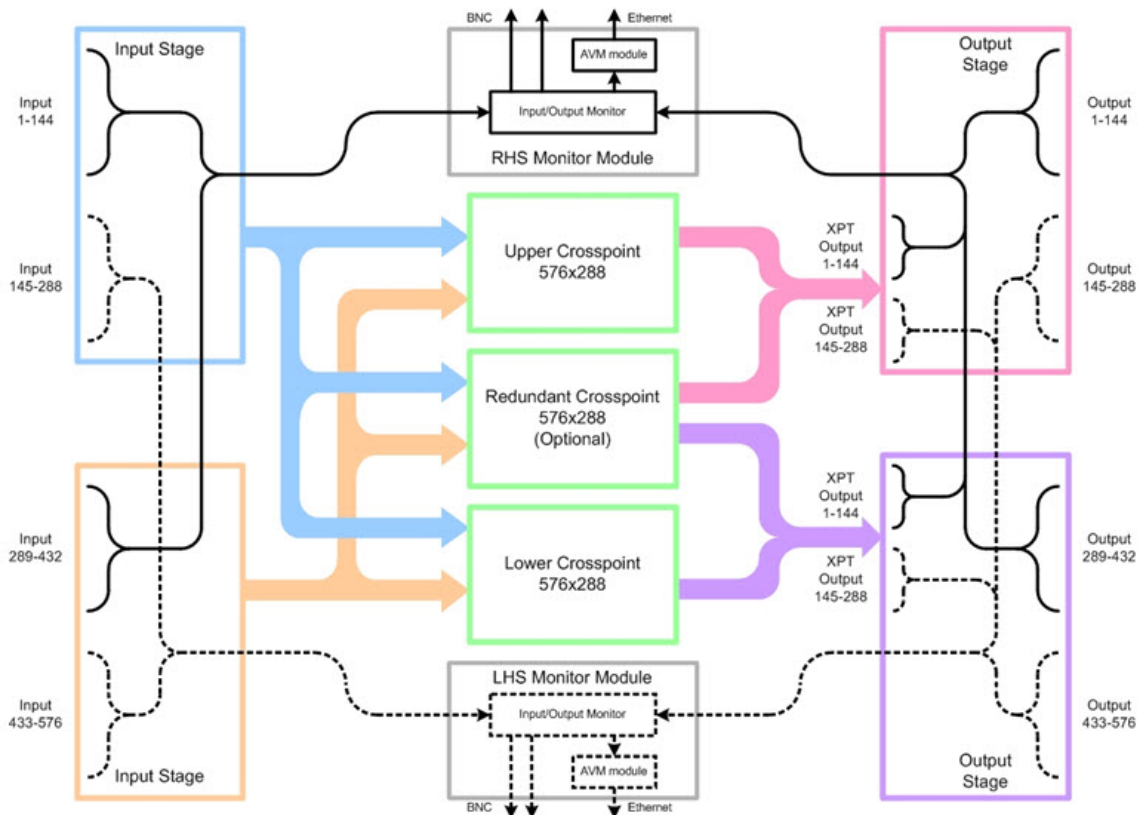 BNC
Ethernet
Input Stage
AVM module
Output
Stage
Input
1-144
Input/Output Monitor
Output
1-144
RHS Monitor Module
Upper Crosspoint
576x288
XPT
Output
1-144
Input
145-288
Output
145-288
XPT
Output
145-288
Redundant Crosspoint
576x288
(Optional)
XPT
Output
1-144
Input
289-432
Lower Crosspoint
576x288
Output
289-432
XPT
Output
145-288
LHS Monitor Module
Input
433-576
Input/Output Monitor
Output
433-576
Input Stage
AVM module
Output
Stage
BNC
Ethernet